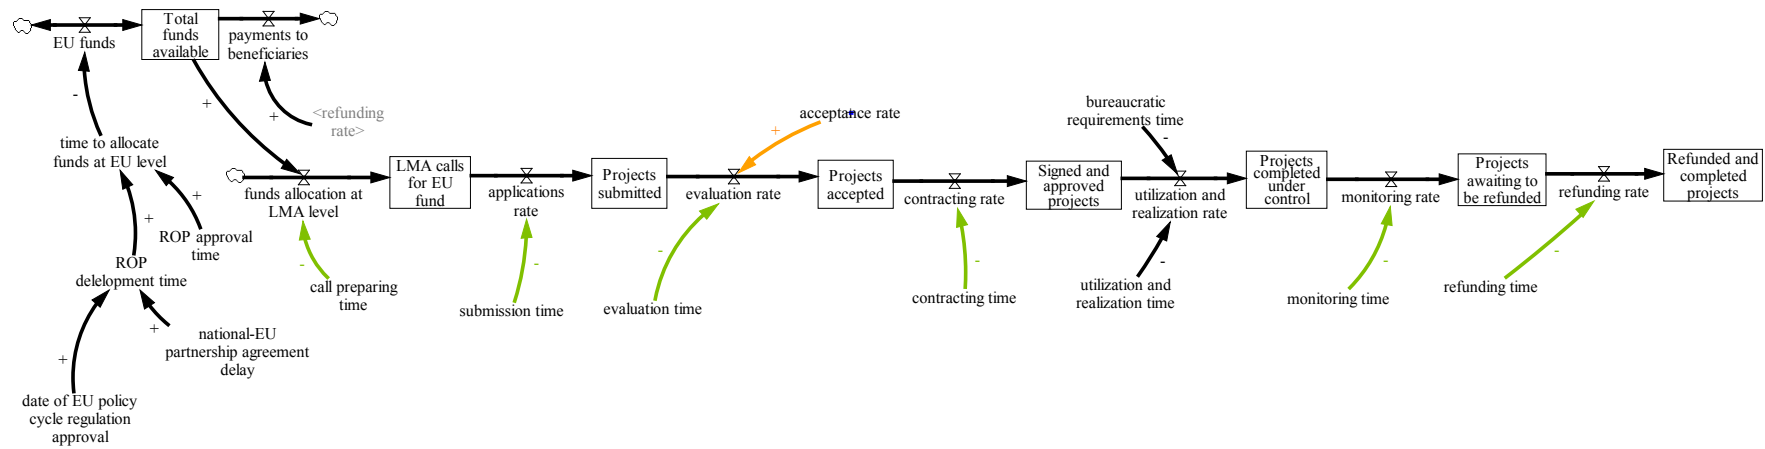 EU funds
Total
funds
available
payments to
beneficiaries
<refunding
rate>
+
+
-
time to allocate
funds at EU level
+
+
ROP approval
time
ROP
delelopment time
+
+
national-EU
partnership agreement
delay
date of EU policy
cycle regulation
approval
funds allocation at
LMA level
-
call preparing
time
LMA calls
for EU
fund
applications
rate
-
submission time
Projects
submitted
evaluation rate
+
acceptance rate
-
evaluation time
Projects
accepted
contracting rate
-
contracting time
Signed and
approved
projects
bureaucratic
requirements time
-
utilization and
realization rate
-
utilization and
realization time
Projects
completed
under
control
monitoring rate
-
monitoring time
Projects
awaiting to
be refunded
refunding rate
-
refunding time
Refunded and
completed
projects